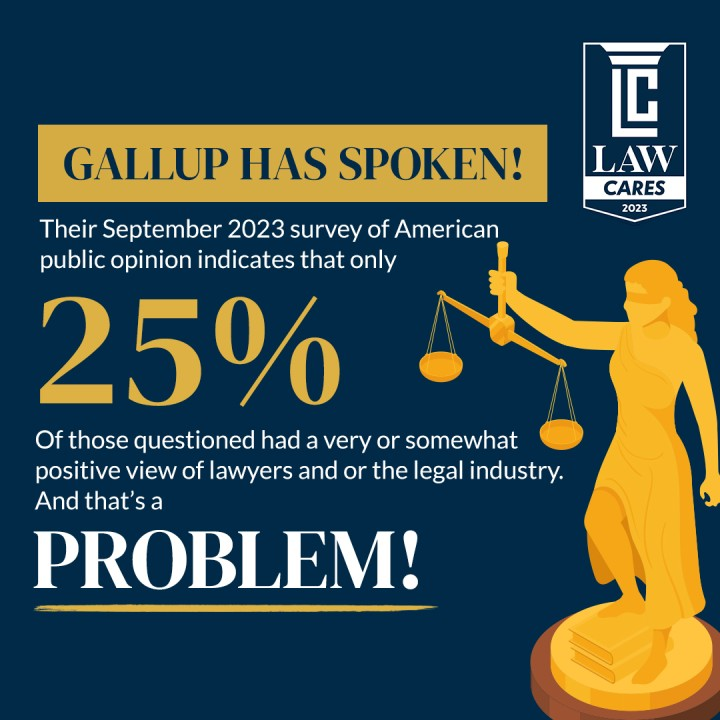 LC
LAW
CARES
2023
GALLUP HAS SPOKEN!
Their September 2023 survey of American
public opinion indicates that only
25%
Of those questioned had a very or somewhat
positive view of lawyers and or the legal industry.
And that's a
PROBLEM!